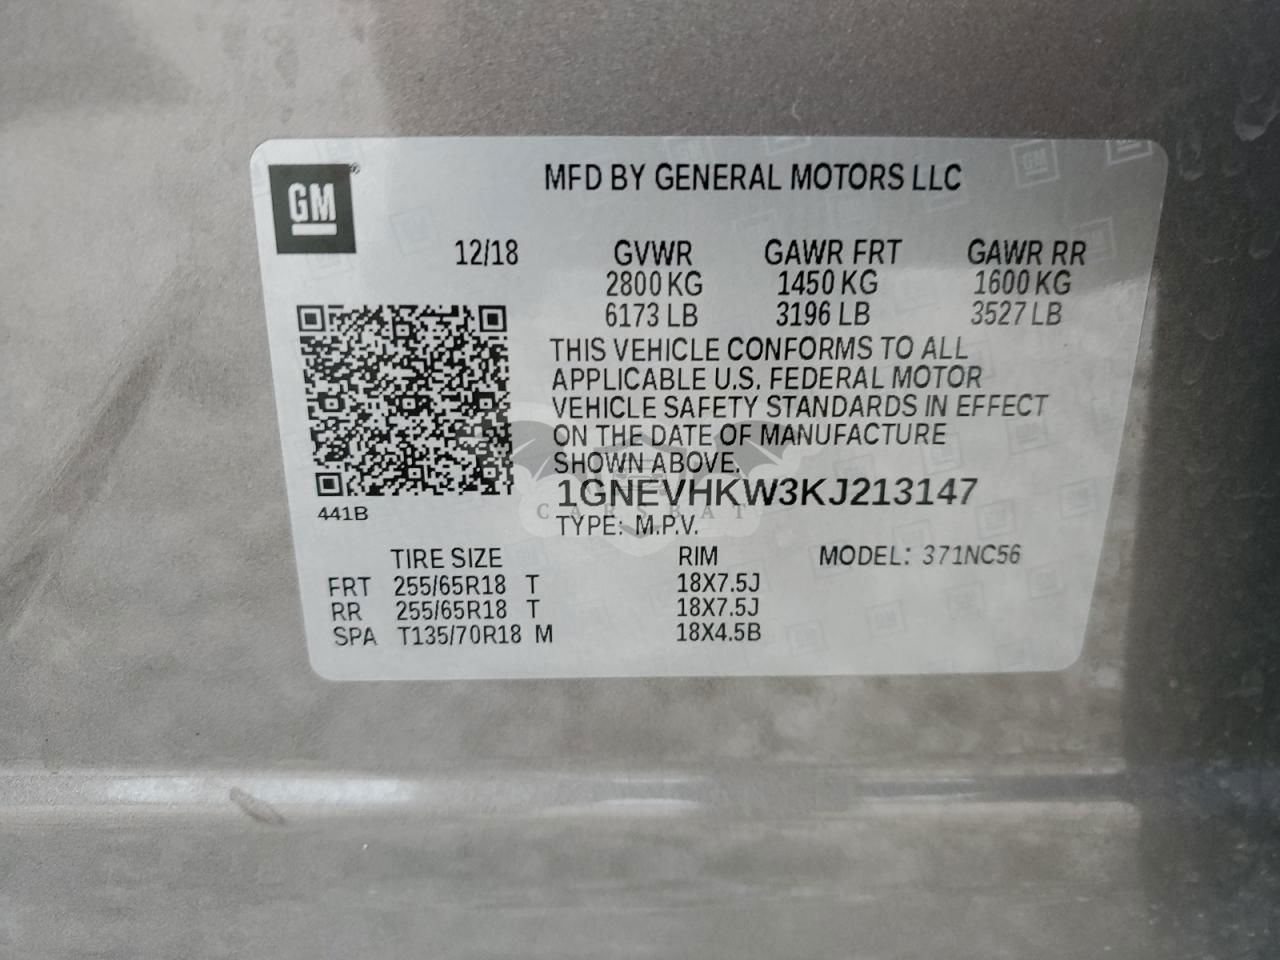 GM
MFD BY GENERAL MOTORS LLC
12/18 GVWR GAWR FRT GAWR RR
2800 KG 1450 KG 1600 KG
6173 LB 3196 LB 3527 LB
THIS VEHICLE CONFORMS TO ALL
APPLICABLE U.S. FEDERAL MOTOR
VEHICLE SAFETY STANDARDS IN EFFECT
ON THE DATE OF MANUFACTURE
SHOWN ABOVE.
1GNEVHKW3KJ213147
441B
CARSBAT
TYPE: M.P.V.
TIRE SIZE RIM MODEL: 371NC56
FRT 255/65R18 T 18X7.5J
RR 255/65R18 T 18X7.5J
SPA T135/70R18 M 18X4.5B